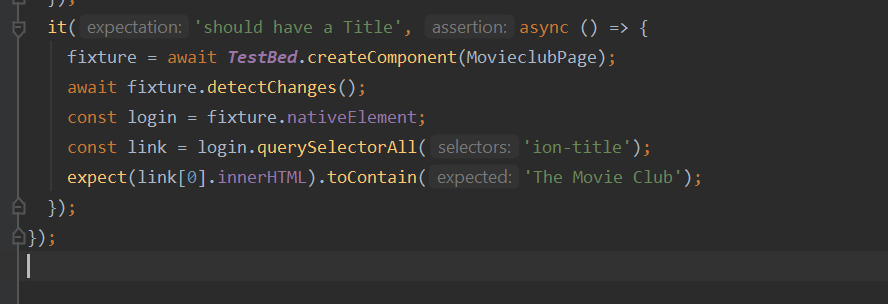 });
it( expectation: 'should have a Title', assertion: async () => {
fixture = await TestBed.createComponent(MovieclubPage);
await fixture.detectChanges();
const login = fixture.nativeElement;
const link = login.querySelectorAll( selectors: 'ion-title');
expect(link[0].innerHTML).toContain( expected: 'The Movie Club');
});
});